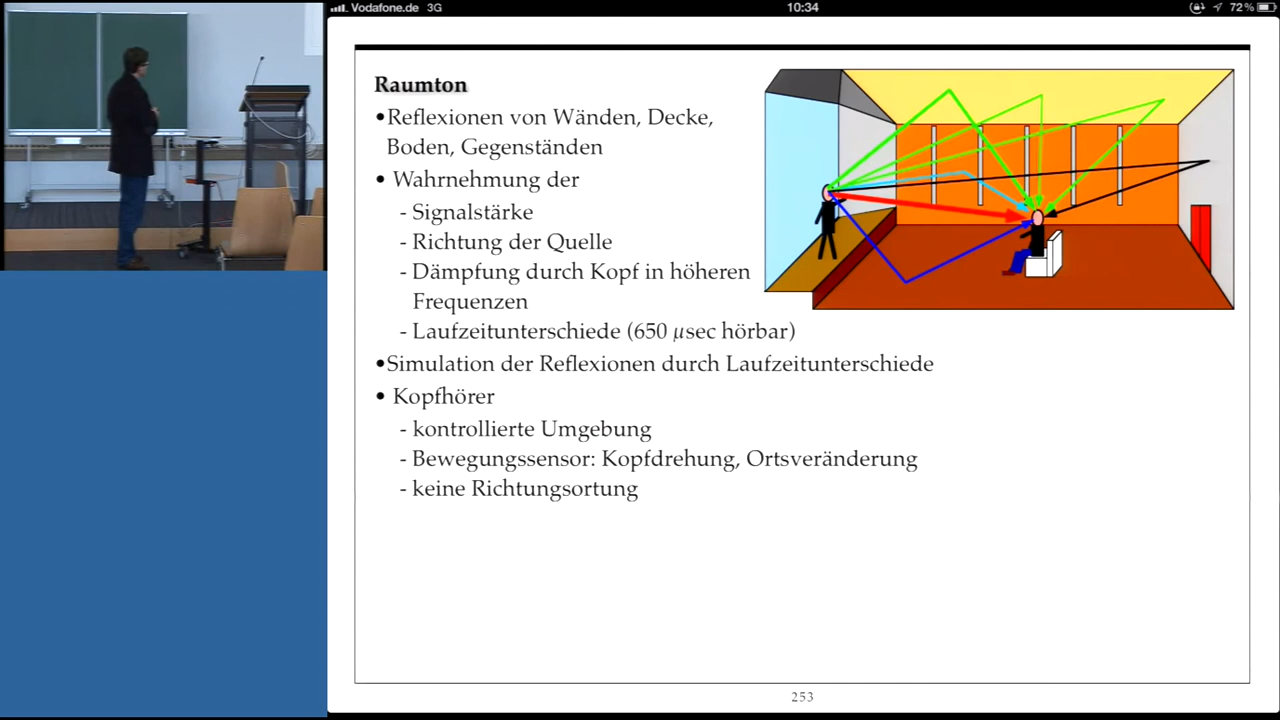 Vodafone.de 3G
10:34
72%
Raumton
•Reflexionen von Wänden, Decke,
Boden, Gegenständen
• Wahrnehmung der
- Signalstärke
- Richtung der Quelle
- Dämpfung durch Kopf in höheren
Frequenzen
- Laufzeitunterschiede (650 µsec hörbar)
•Simulation der Reflexionen durch Laufzeitunterschiede
• Kopfhörer
- kontrollierte Umgebung
- Bewegungssensor: Kopfdrehung, Ortsveränderung
- keine Richtungsortung
253